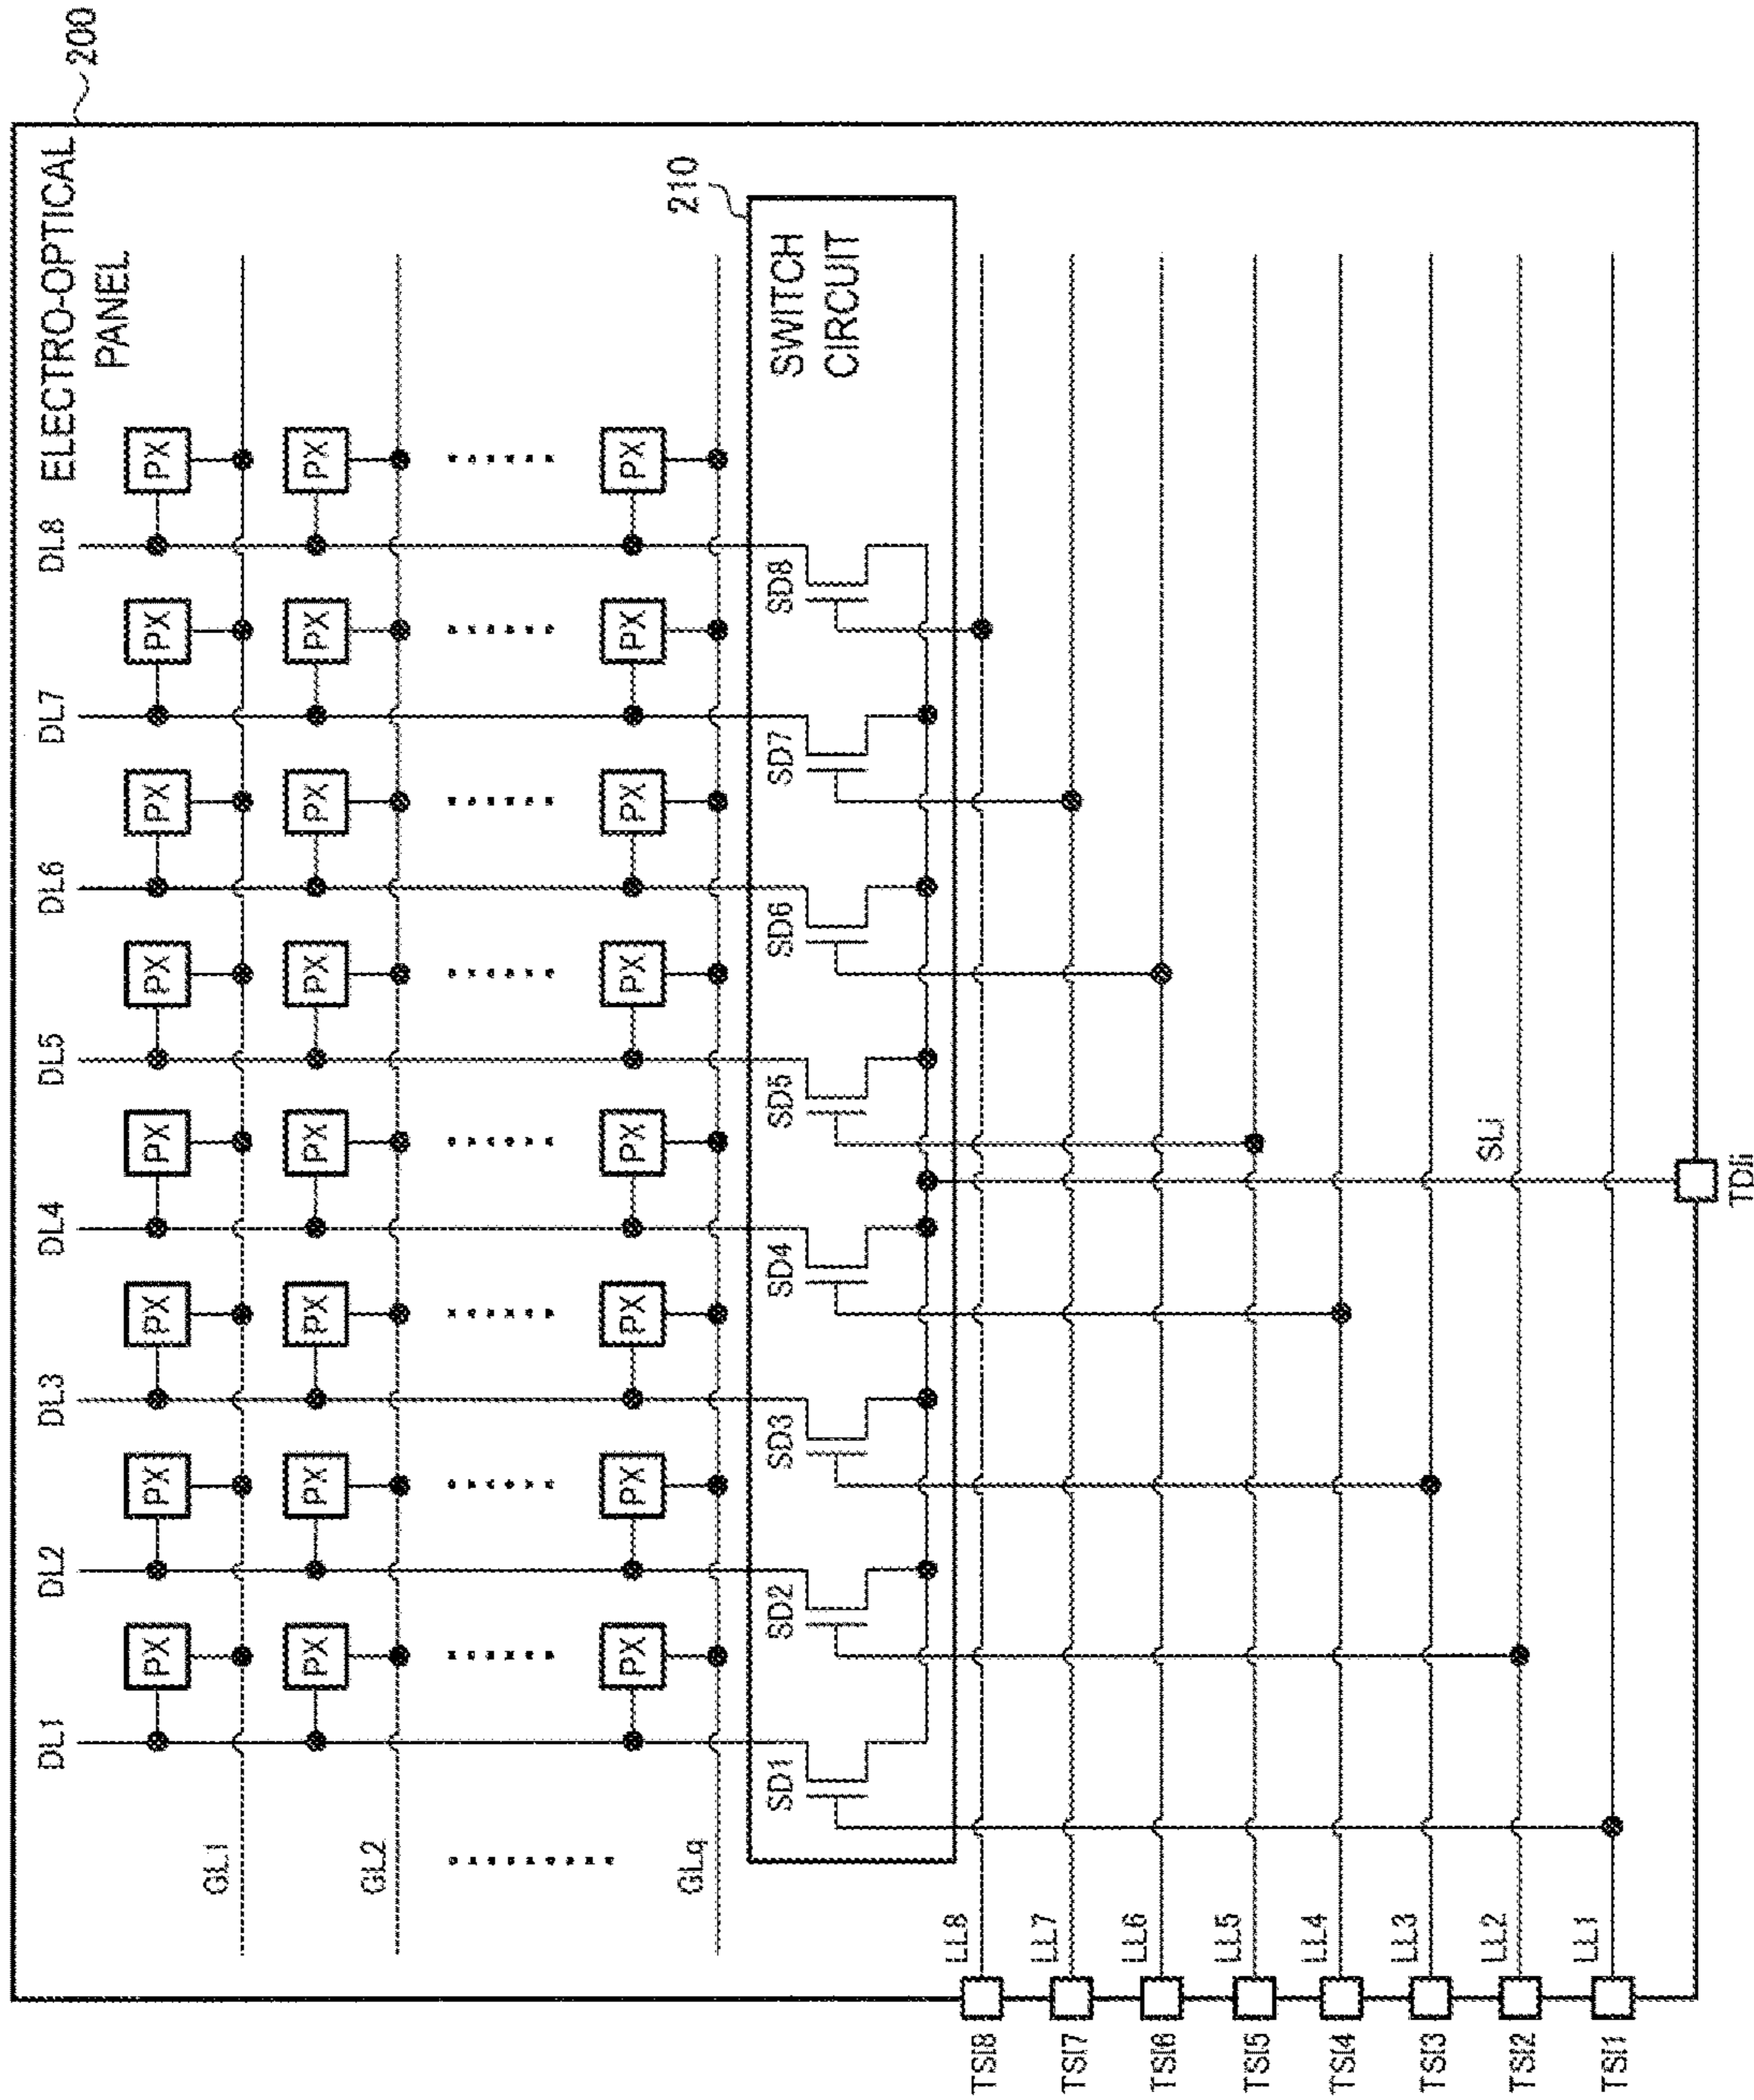 200
ELECTRO-OPTICAL
PANEL
DL1 DL2 DL3 DL4 DL5 DL6 DL7 DL8
PX PX PX PX PX PX PX PX
GL1
PX PX PX PX PX PX PX PX
GL2
PX PX PX PX PX PX PX PX
GLq
210
SWITCH
CIRCUIT
SD1 SD2 SD3 SD4 SD5 SD6 SD7 SD8
TSI8 LL8
TSI7 LL7
TSI6 LL6
TSI5 LL5
TSI4 LL4
TSI3 LL3
TSI2 LL2
TSI1 LL1
SLi
TDIi